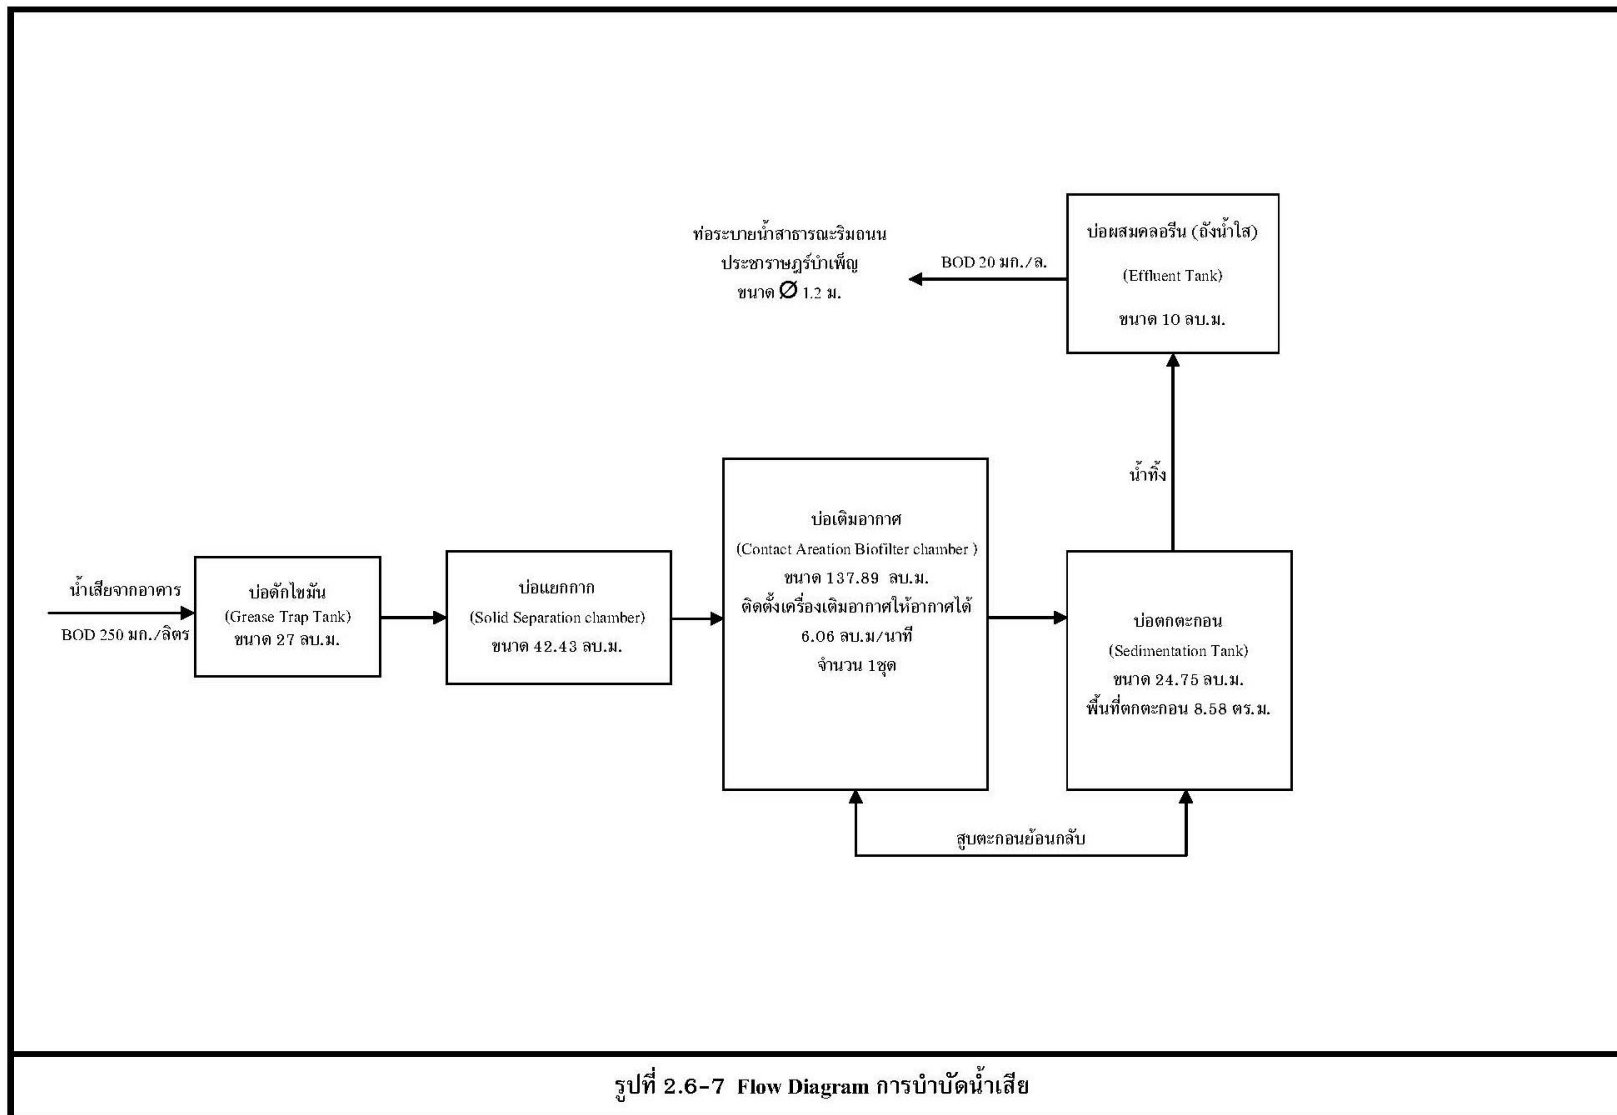 ท่อระบายน้ำสาธารณะริมถนน
ประชาราษฎร์บำเพ็ญ
ขนาด Ø 1.2 ม.
BOD 20 มก./ล.
บ่อผสมคลอรีน (ถังน้ำใส)
(Effluent Tank)
ขนาด 10 ลบ.ม.
น้ำทิ้ง
น้ำเสียจากอาคาร
BOD 250 มก./ลิตร
บ่อดักไขมัน
(Grease Trap Tank)
ขนาด 27 ลบ.ม.
บ่อแยกกาก
(Solid Separation chamber)
ขนาด 42.43 ลบ.ม.
บ่อเติมอากาศ
(Contact Areation Biofilter chamber )
ขนาด 137.89 ลบ.ม.
ติดตั้งเครื่องเติมอากาศให้อากาศได้
6.06 ลบ.ม/นาที
จำนวน 1ชุด
บ่อตกตะกอน
(Sedimentation Tank)
ขนาด 24.75 ลบ.ม.
พื้นที่ตกตะกอน 8.58 ตร.ม.
สูบตะกอนย้อนกลับ
รูปที่ 2.6-7 Flow Diagram การบำบัดน้ำเสีย